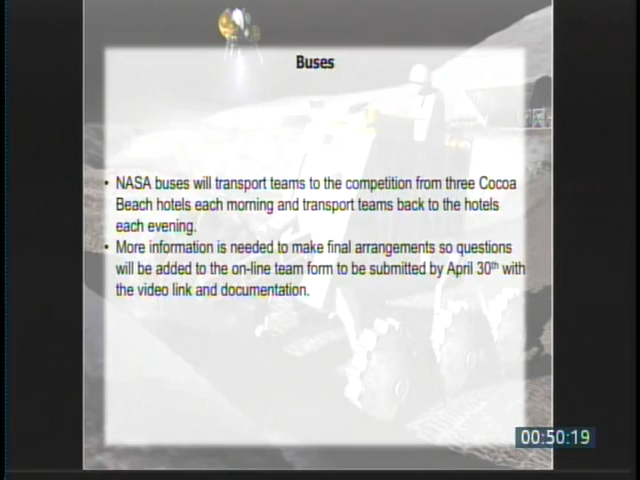 Buses
• NASA buses will transport teams to the competition from three Cocoa
Beach hotels each morning and transport teams back to the hotels
each evening.
• More information is needed to make final arrangements so questions
will be added to the on-line team form to be submitted by April 30th with
the video link and documentation.
00:50:19